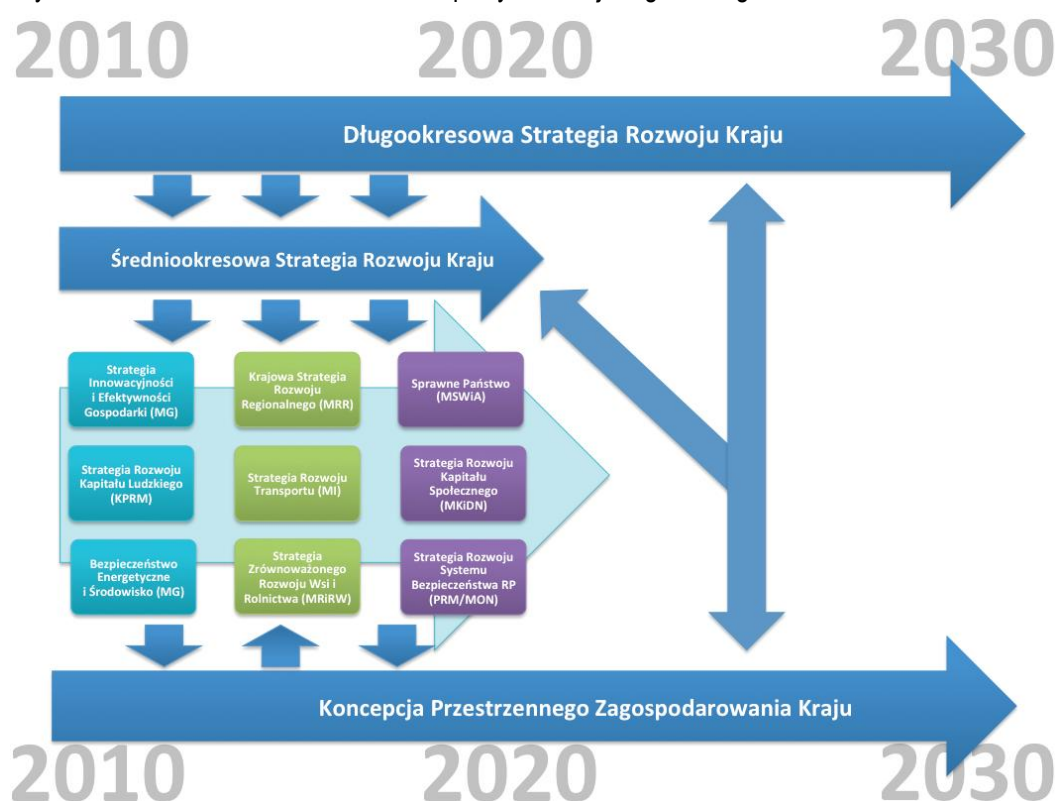 2010 2020 2030
Długookresowa Strategia Rozwoju Kraju
Średniookresowa Strategia Rozwoju Kraju
Strategia
Innowacyjności
i Efektywności
Gospodarki (MG)
Krajowa Strategia
Rozwoju
Regionalnego (MRR)
Sprawne Państwo
(MSWiA)
Strategia Rozwoju
Kapitału Ludzkiego
(KPRM)
Strategia Rozwoju
Transportu (MI)
Strategia Rozwoju
Kapitału
Społecznego
(MKiDN)
Bezpieczeństwo
Energetyczne
i Środowisko (MG)
Strategia
Zrównoważonego
Rozwoju Wsi i
Rolnictwa (MRiRW)
Strategia Rozwoju
Systemu
Bezpieczeństwa RP
(PRM/MON)
Koncepcja Przestrzennego Zagospodarowania Kraju
2010 2020 2030